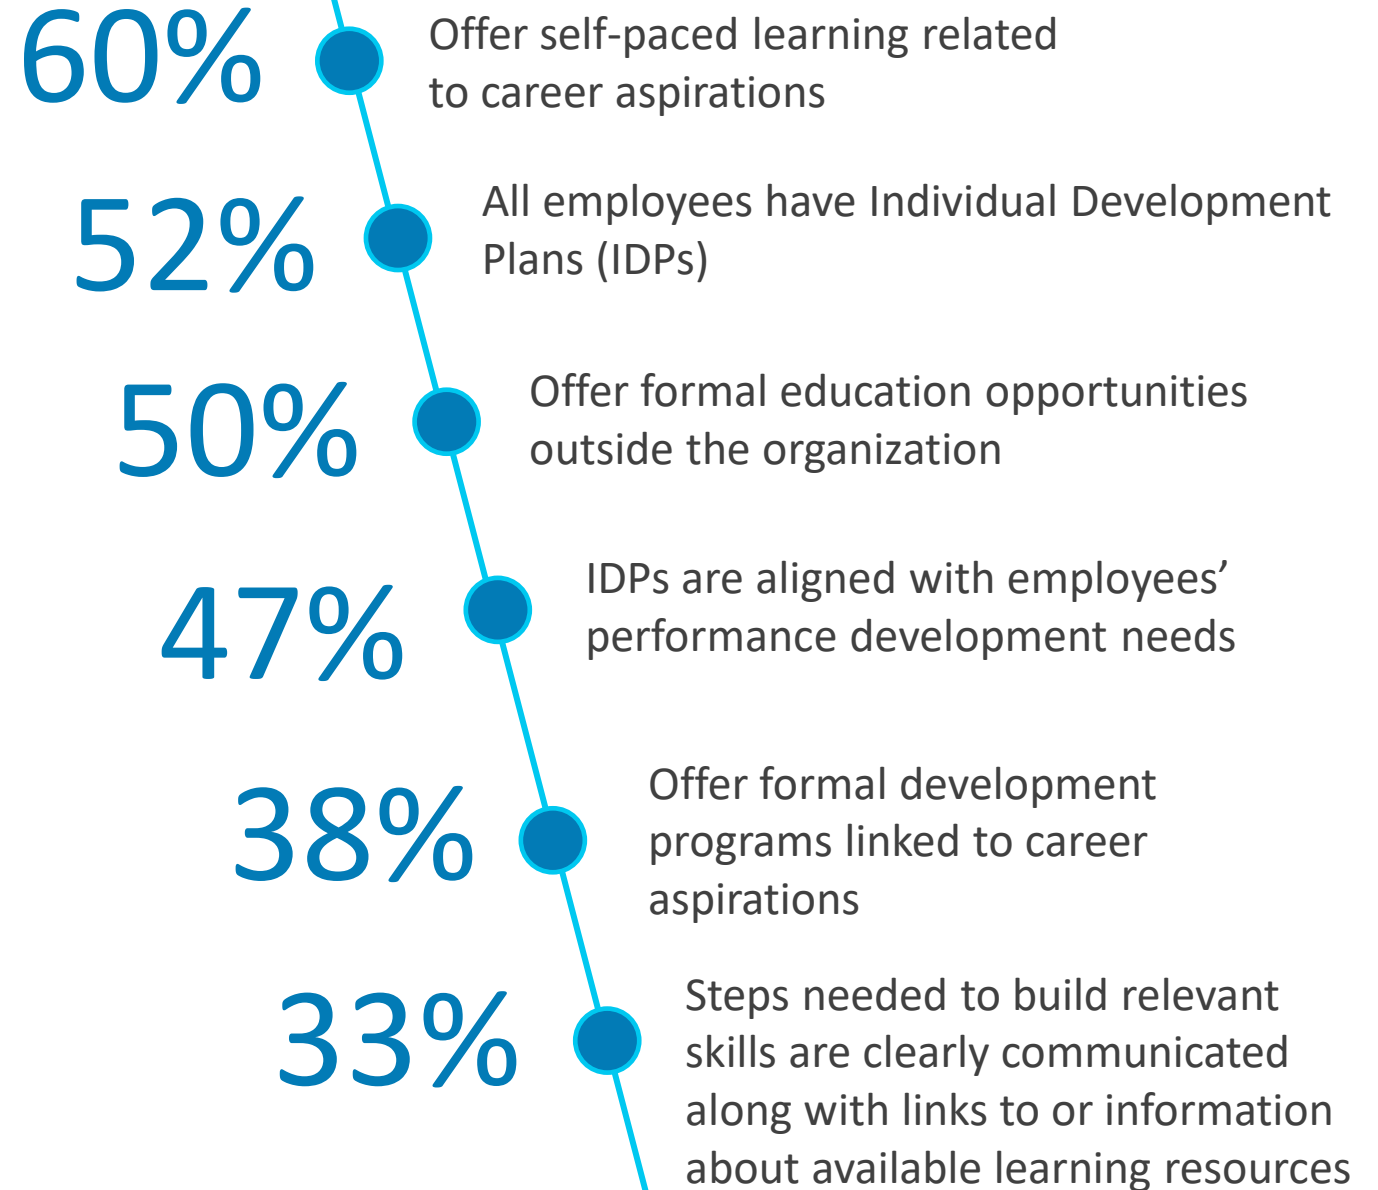 60%
Offer self-paced learning related
to career aspirations
52%
All employees have Individual Development
Plans (IDPs)
50%
Offer formal education opportunities
outside the organization
47%
IDPs are aligned with employees’
performance development needs
38%
Offer formal development
programs linked to career
aspirations
33%
Steps needed to build relevant
skills are clearly communicated
along with links to or information
about available learning resources